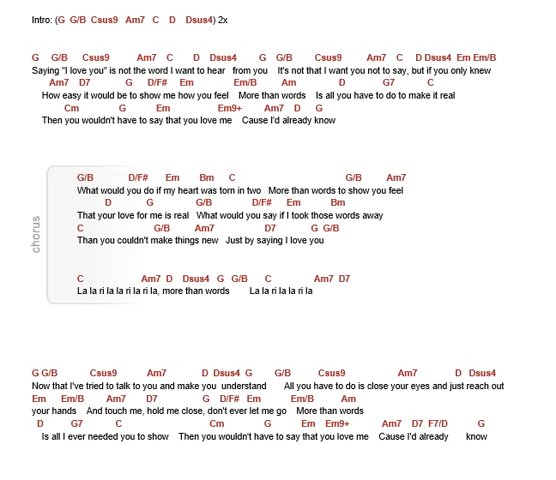 Intro: (G G/B Csus9 Am7 C D Dsus4) 2x
G G/B Csus9 Am7 C D Dsus4 G G/B Csus9 Am7 C D Dsus4 Em Em/B
Saying "I love you" is not the word I want to hear from you It's not that I want you not to say, but if you only knew
Am7 D7 G D/F# Em Em/B Am D G7 C
How easy it would be to show me how you feel More than words Is all you have to do to make it real
Cm G Em Em9+ Am7 D G
Then you wouldn't have to say that you love me Cause I'd already know
chorus
G/B D/F# Em Bm C G/B Am7
What would you do if my heart was torn in two More than words to show you feel
D G G/B D/F# Em Bm
That your love for me is real What would you say if I took those words away
C G/B Am7 D7 G G/B
Than you couldn't make things new Just by saying I love you
C Am7 D Dsus4 G G/B C Am7 D7
La la ri la la ri la ri la, more than words La la ri la la ri la
G G/B Csus9 Am7 D Dsus4 G G/B Csus9 Am7 D Dsus4
Now that I've tried to talk to you and make you understand All you have to do is close your eyes and just reach out
Em Em/B Am7 D7 G D/F# Em Em/B Am
your hands And touch me, hold me close, don't ever let me go More than words
D G7 C Cm G Em Em9+ Am7 D7 F7/D G
Is all I ever needed you to show Then you wouldn't have to say that you love me Cause I'd already know